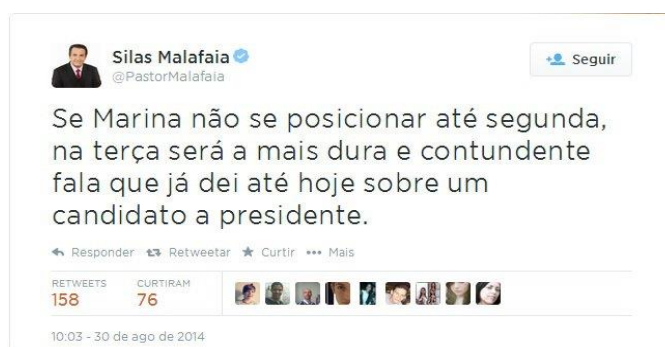 Silas Malafaia
@PastorMalafaia
Seguir
Se Marina não se posicionar até segunda,
na terça será a mais dura e contundente
fala que já dei até hoje sobre um
candidato a presidente.
Responder Retweetar Curtir Mais
RETWEETS CURTIRAM
158 76
10:03 - 30 de ago de 2014